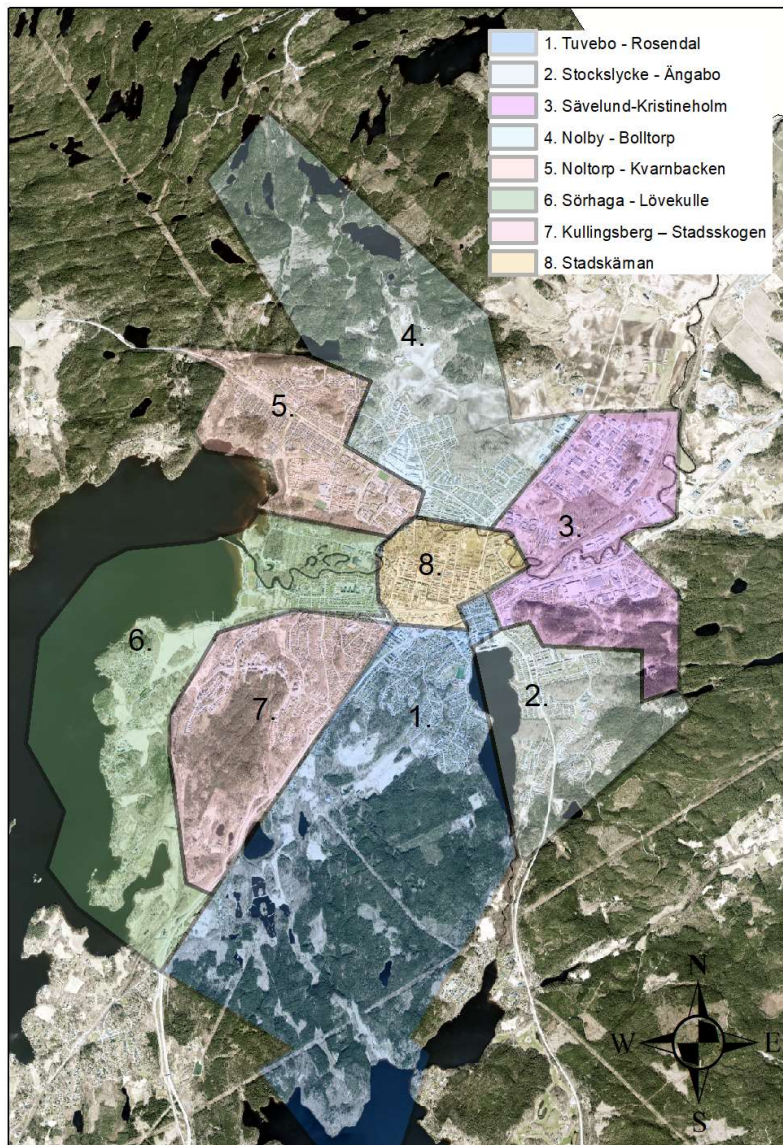 1. Tuvebo - Rosendal
2. Stockslycke - Ängabo
3. Sävelund-Kristineholm
4. Nolby - Bolltorp
5. Noltorp - Kvarnbacken
6. Sörhaga - Lövekulle
7. Kullingsberg – Stadsskogen
8. Stadskärnan
4.
5.
3.
8.
6.
2.
7.
1.
N
W E
S